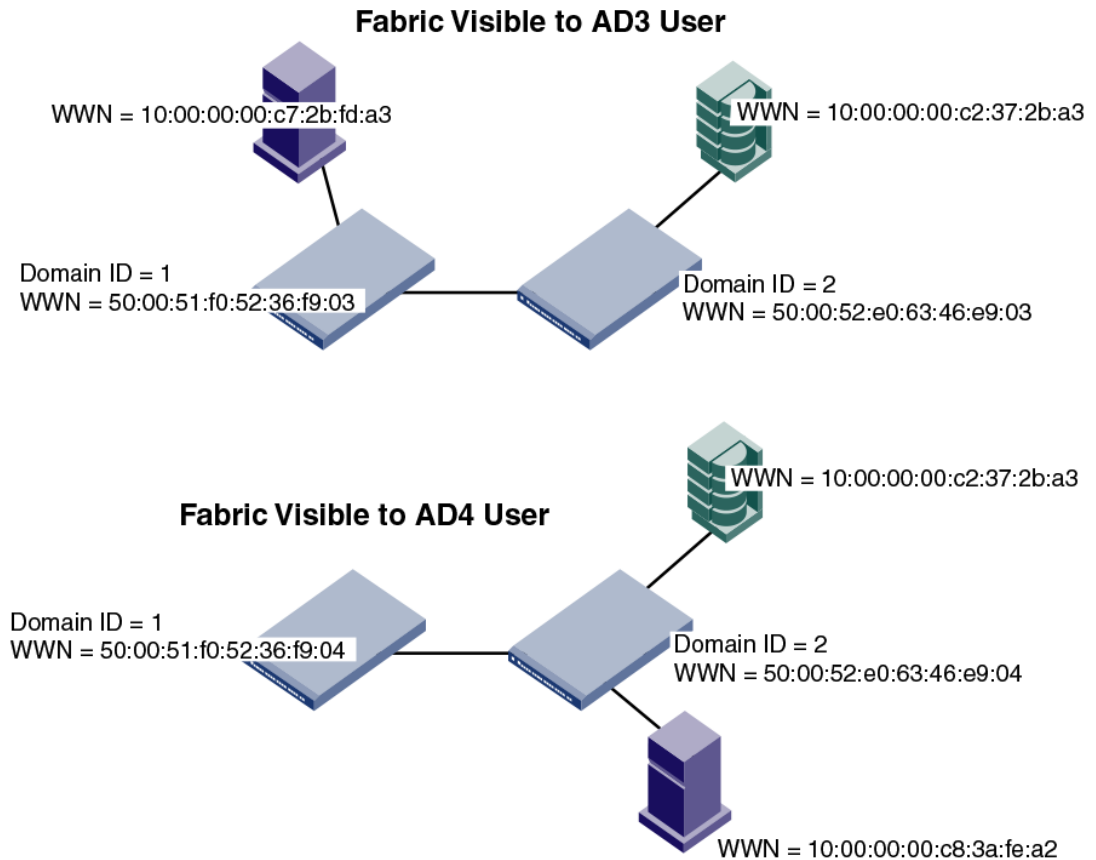 Fabric Visible to AD3 User
WWN = 10:00:00:00:c7:2b:fd:a3
WWN = 10:00:00:00:c2:37:2b:a3
Domain ID = 1
WWN = 50:00:51:f0:52:36:f9:03
Domain ID = 2
WWN = 50:00:52:e0:63:46:e9:03
WWN = 10:00:00:00:c2:37:2b:a3
Fabric Visible to AD4 User
Domain ID = 1
WWN = 50:00:51:f0:52:36:f9:04
Domain ID = 2
WWN = 50:00:52:e0:63:46:e9:04
WWN = 10:00:00:00:c8:3a:fe:a2